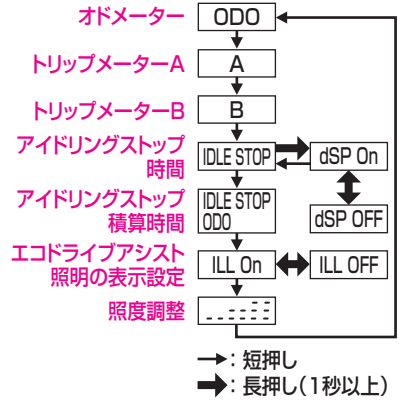 オドメーター ODO
トリップメーターA A
トリップメーターB B
アイドリングストップ
時間
IDLE STOP dSP On
dSP OFF
アイドリングストップ
積算時間
IDLE STOP
ODO
エコドライブアシスト
照明の表示設定
ILL On ILL OFF
照度調整
→：短押し
➡：長押し（1秒以上）